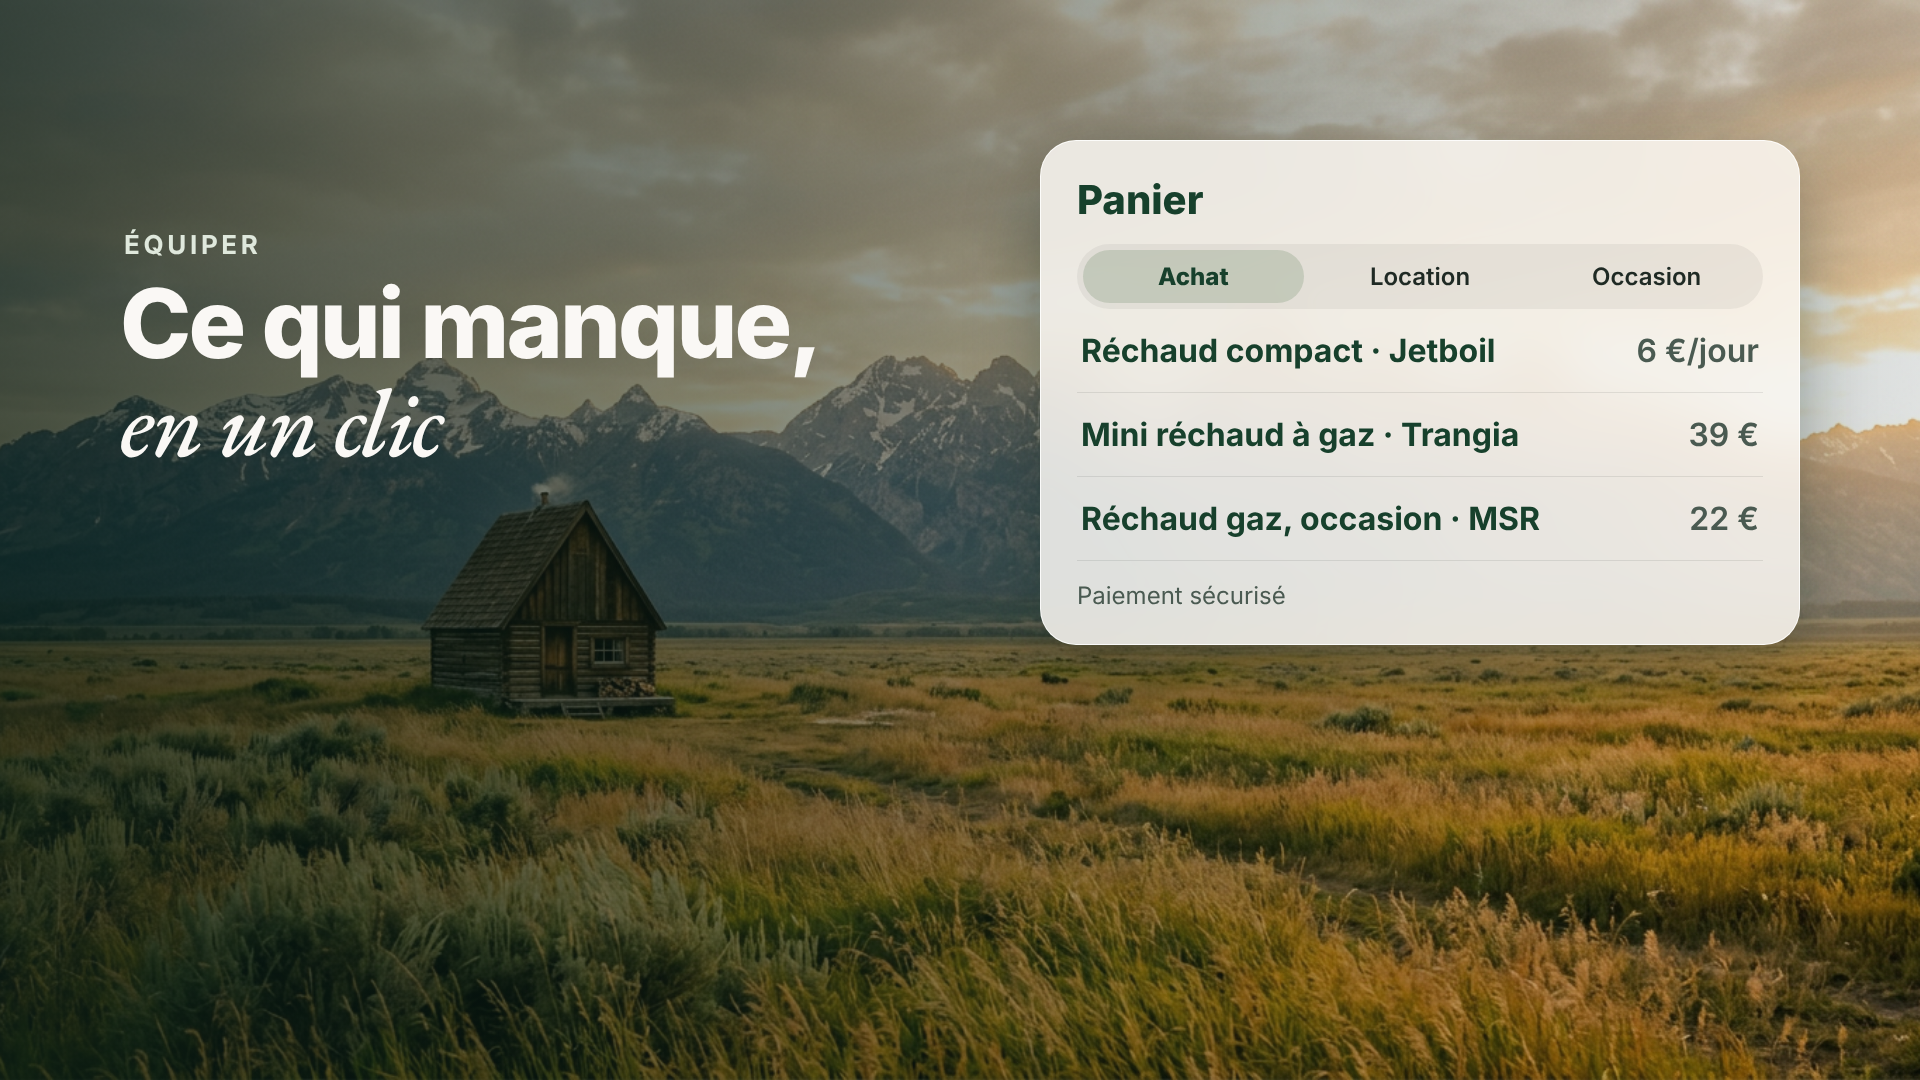 ÉQUIPER
Ce qui manque,
en un clic
Panier
Achat Location Occasion
Réchaud compact · Jetboil 6 €/jour
Mini réchaud à gaz · Trangia 39 €
Réchaud gaz, occasion · MSR 22 €
Paiement sécurisé